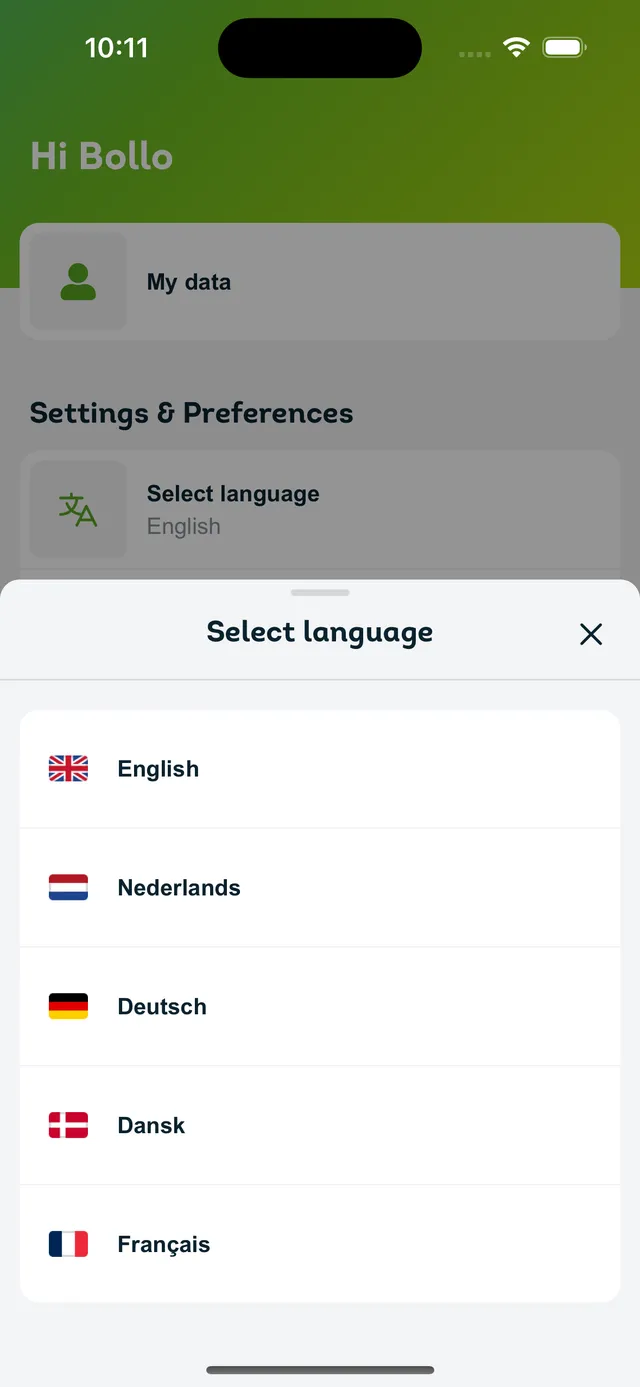 10:11
Hi Bollo
My data
Settings & Preferences
Select language
English
Select language
English
Nederlands
Deutsch
Dansk
Français